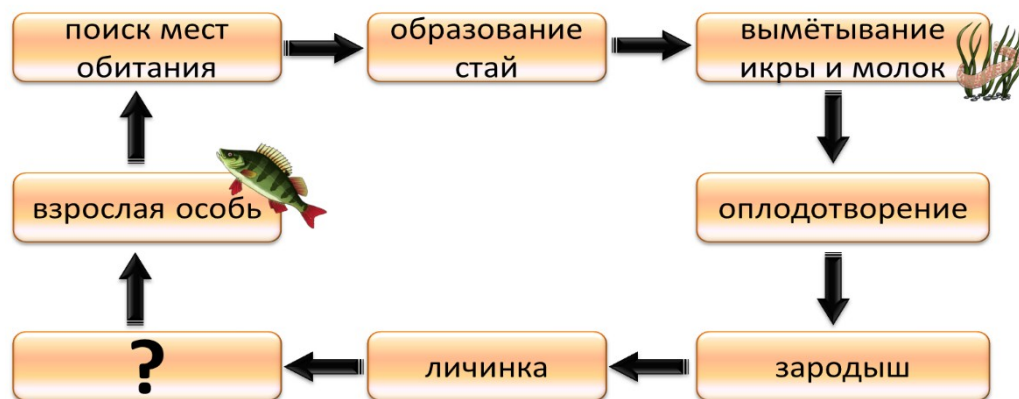 поиск мест
обитания
образование
стай
вымётывание
икры и молок
оплодотворение
зародыш
личинка
?
взрослая особь